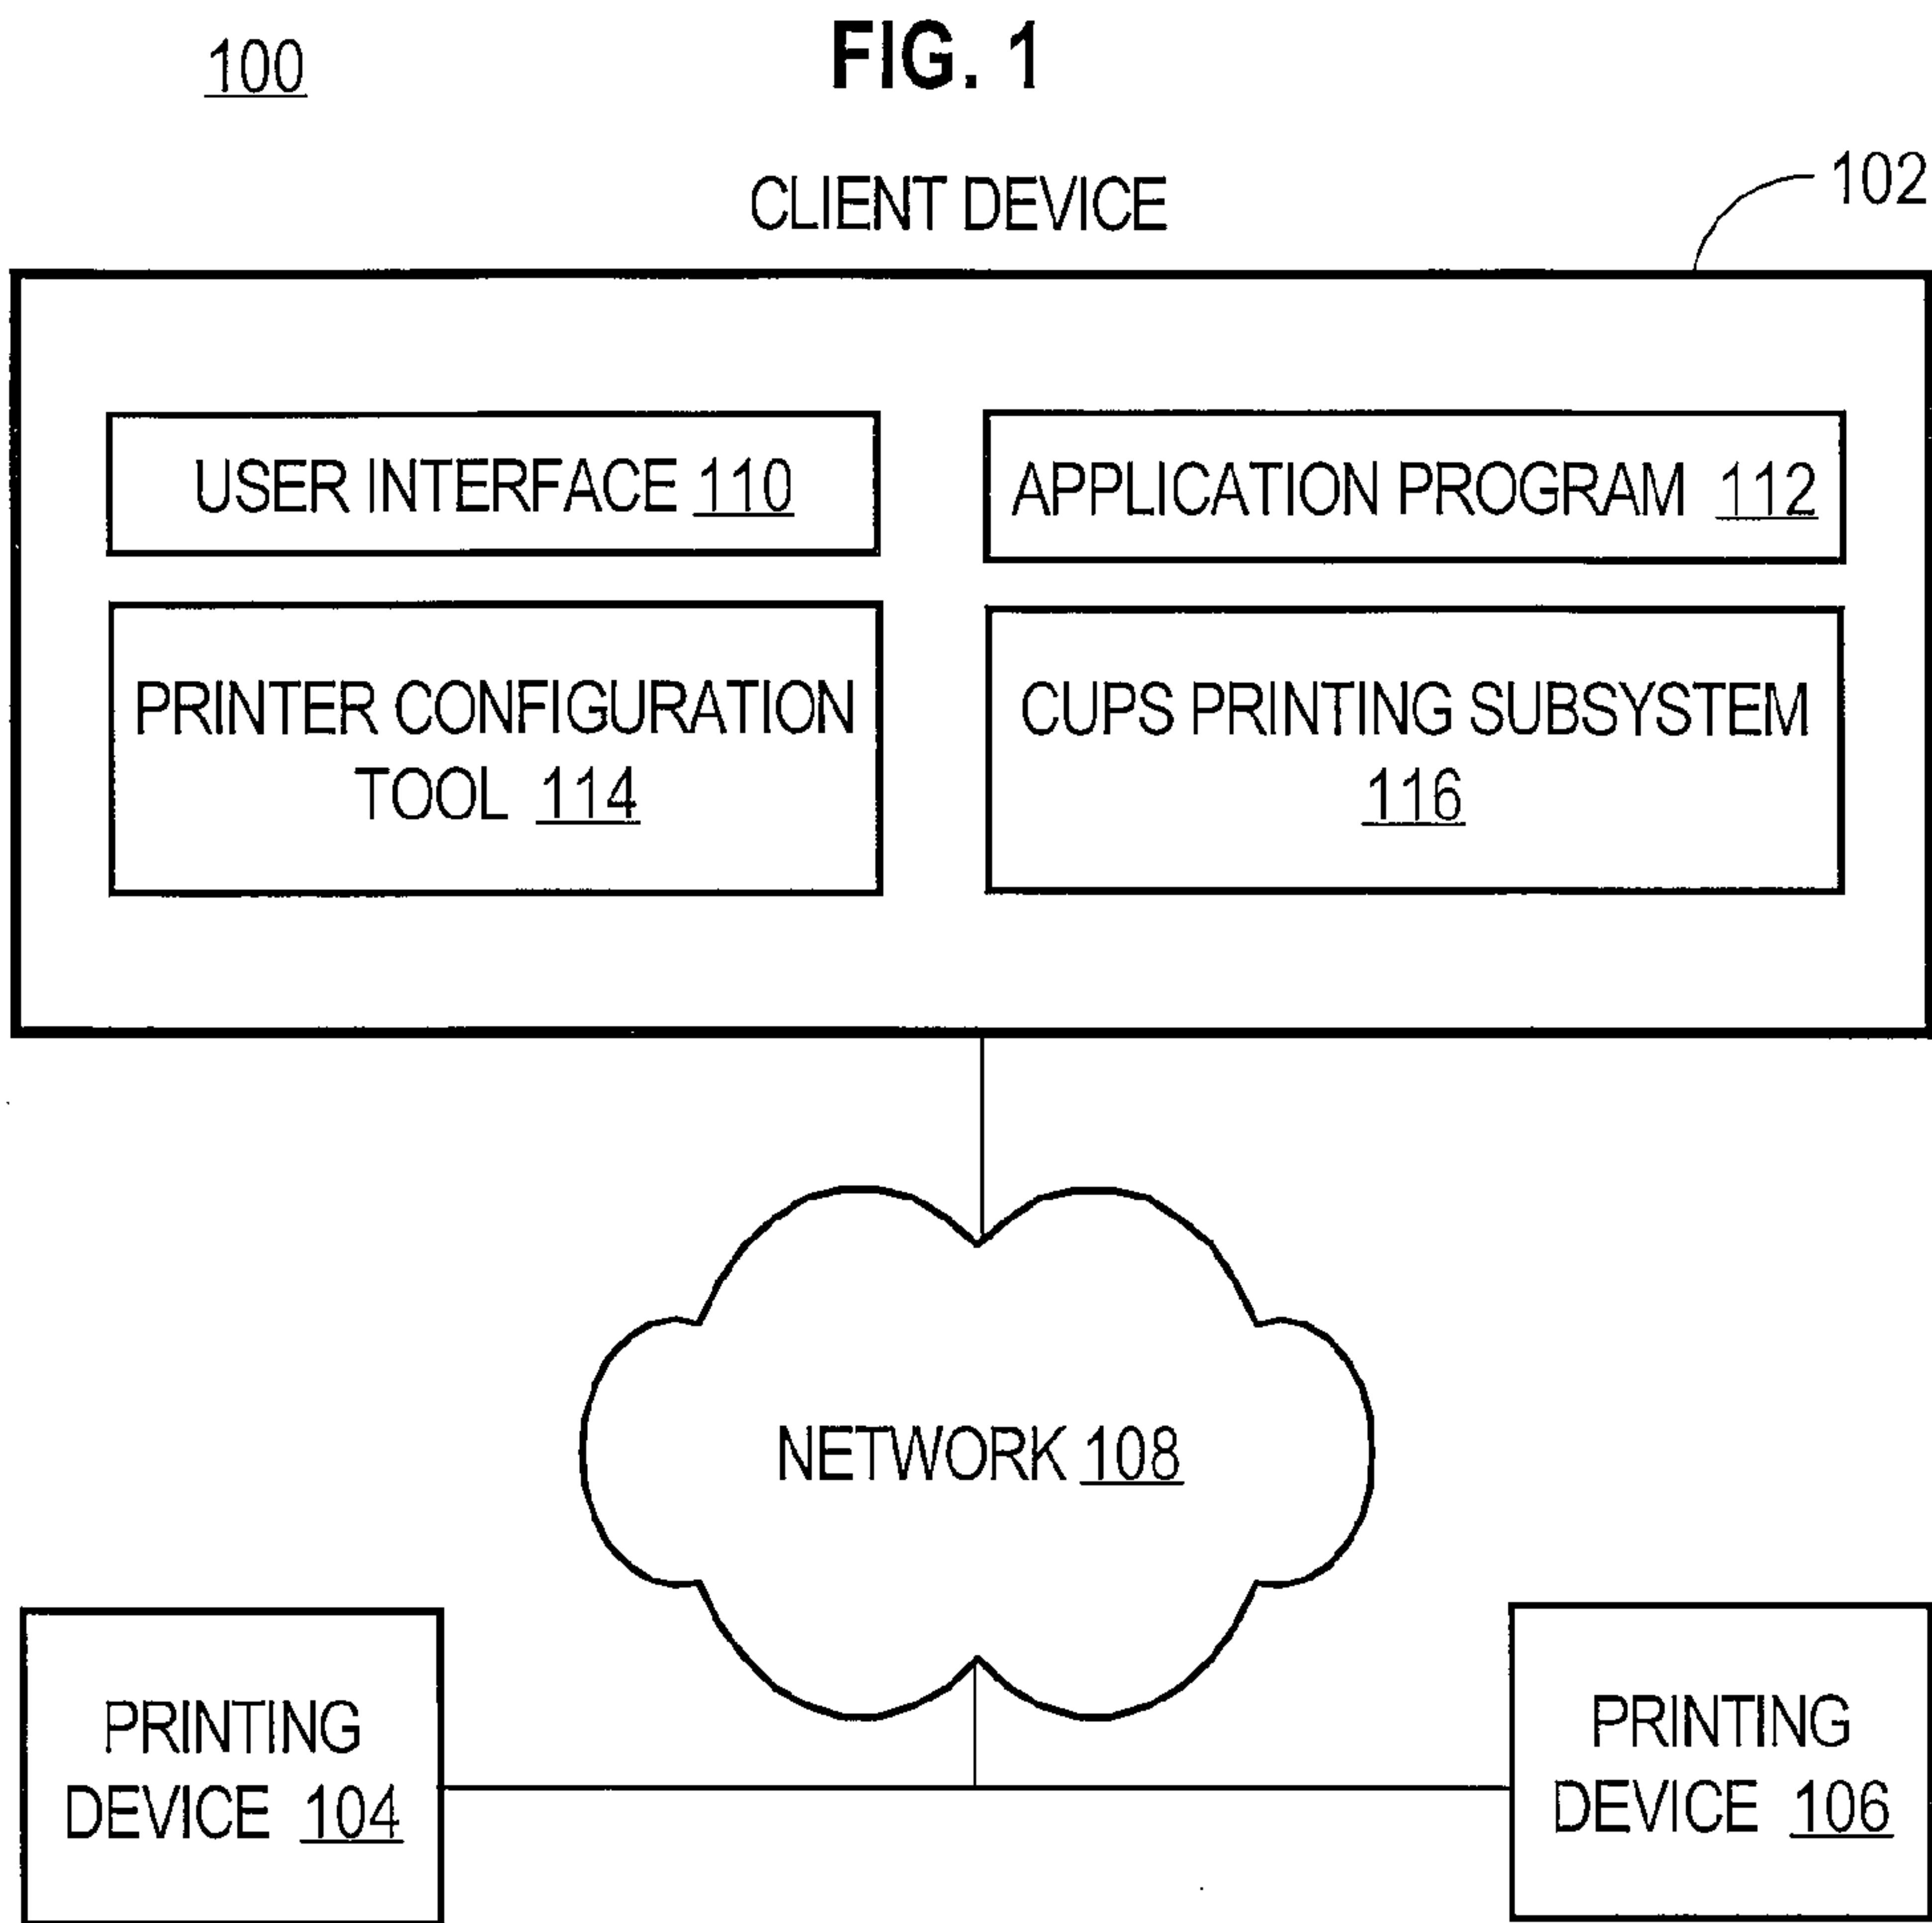 100
FIG. 1
CLIENT DEVICE
102
USER INTERFACE 110
APPLICATION PROGRAM 112
PRINTER CONFIGURATION
TOOL 114
CUPS PRINTING SUBSYSTEM
116
NETWORK 108
PRINTING
DEVICE 104
PRINTING
DEVICE 106